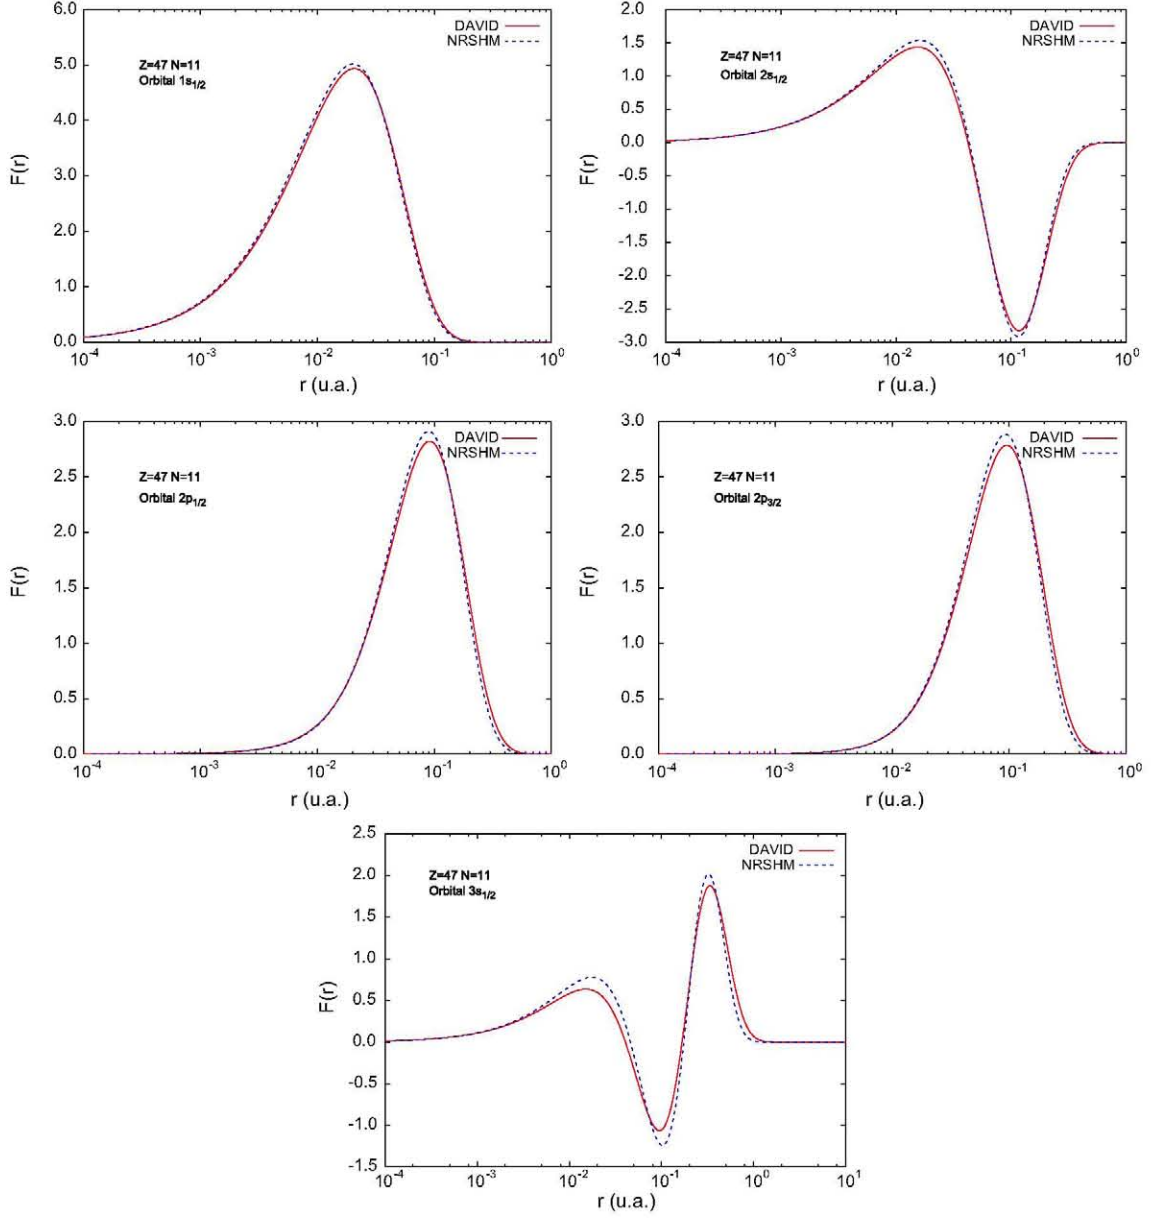 DAVID
NRSHM
Z=47 N=11
Orbital 1s1/2
F(r)
6.0
5.0
4.0
3.0
2.0
1.0
0.0
10-4 10-3 10-2 10-1 100
r (u.a.)
DAVID
NRSHM
Z=47 N=11
Orbital 2s1/2
F(r)
2.0
1.5
1.0
0.5
0.0
-0.5
-1.0
-1.5
-2.0
-2.5
-3.0
10-4 10-3 10-2 10-1 100
r (u.a.)
DAVID
NRSHM
Z=47 N=11
Orbital 2p1/2
F(r)
3.0
2.5
2.0
1.5
1.0
0.5
0.0
10-4 10-3 10-2 10-1 100
r (u.a.)
DAVID
NRSHM
Z=47 N=11
Orbital 2p3/2
F(r)
3.0
2.5
2.0
1.5
1.0
0.5
0.0
10-4 10-3 10-2 10-1 100
r (u.a.)
DAVID
NRSHM
Z=47 N=11
Orbital 3s1/2
F(r)
2.5
2.0
1.5
1.0
0.5
0.0
-0.5
-1.0
-1.5
10-4 10-3 10-2 10-1 100 101
r (u.a.)